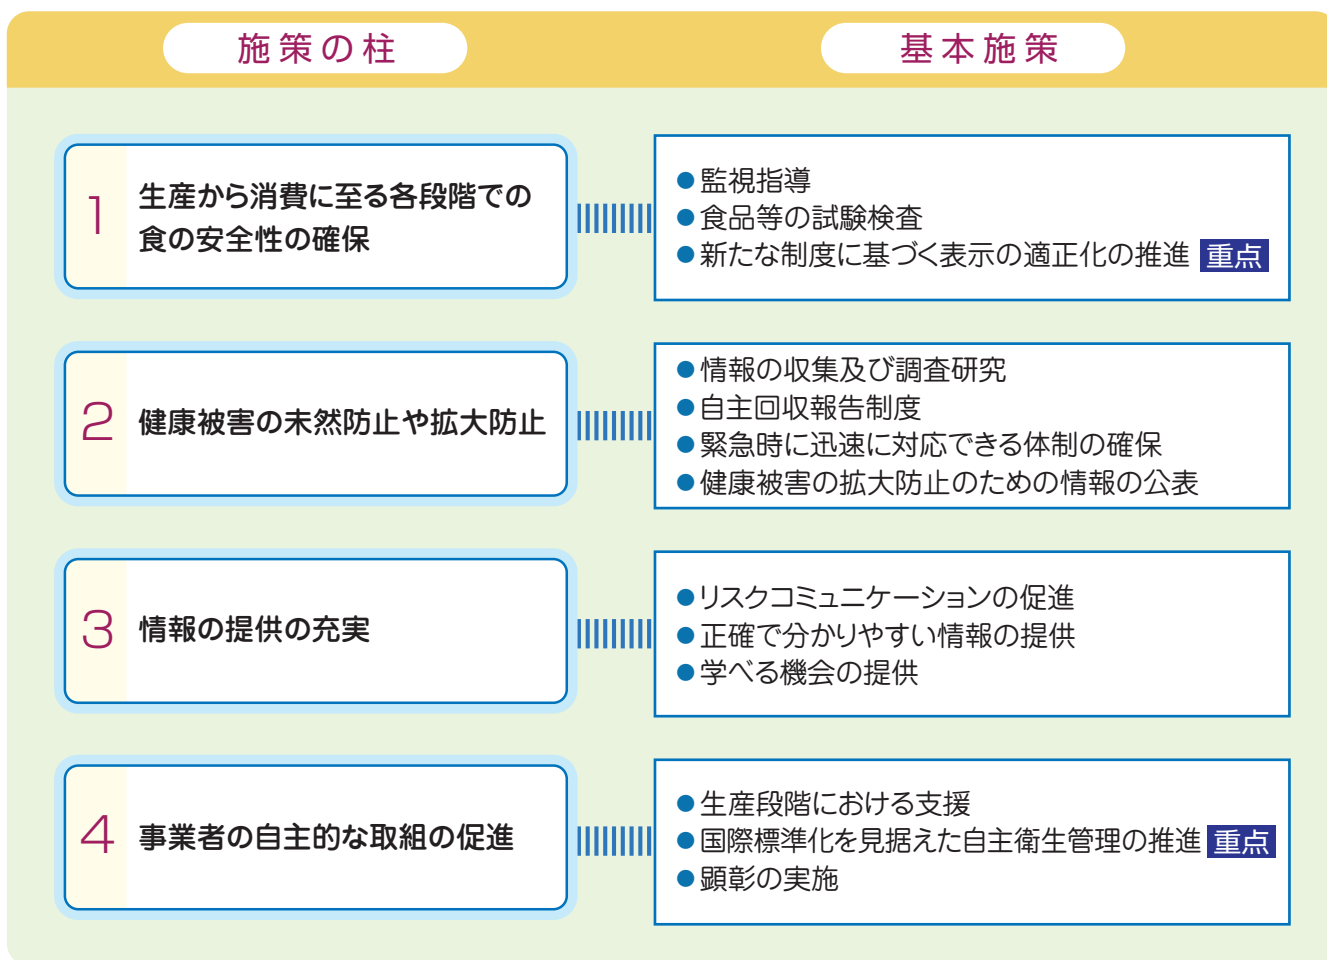 施策の柱
基本施策
1
生産から消費に至る各段階での
食の安全性の確保
●監視指導
●食品等の試験検査
●新たな制度に基づく表示の適正化の推進 重点
2
健康被害の未然防止や拡大防止
●情報の収集及び調査研究
●自主回収報告制度
●緊急時に迅速に対応できる体制の確保
●健康被害の拡大防止のための情報の公表
3
情報の提供の充実
●リスクコミュニケーションの促進
●正確で分かりやすい情報の提供
●学べる機会の提供
4
事業者の自主的な取組の促進
●生産段階における支援
●国際標準化を見据えた自主衛生管理の推進 重点
●顕彰の実施